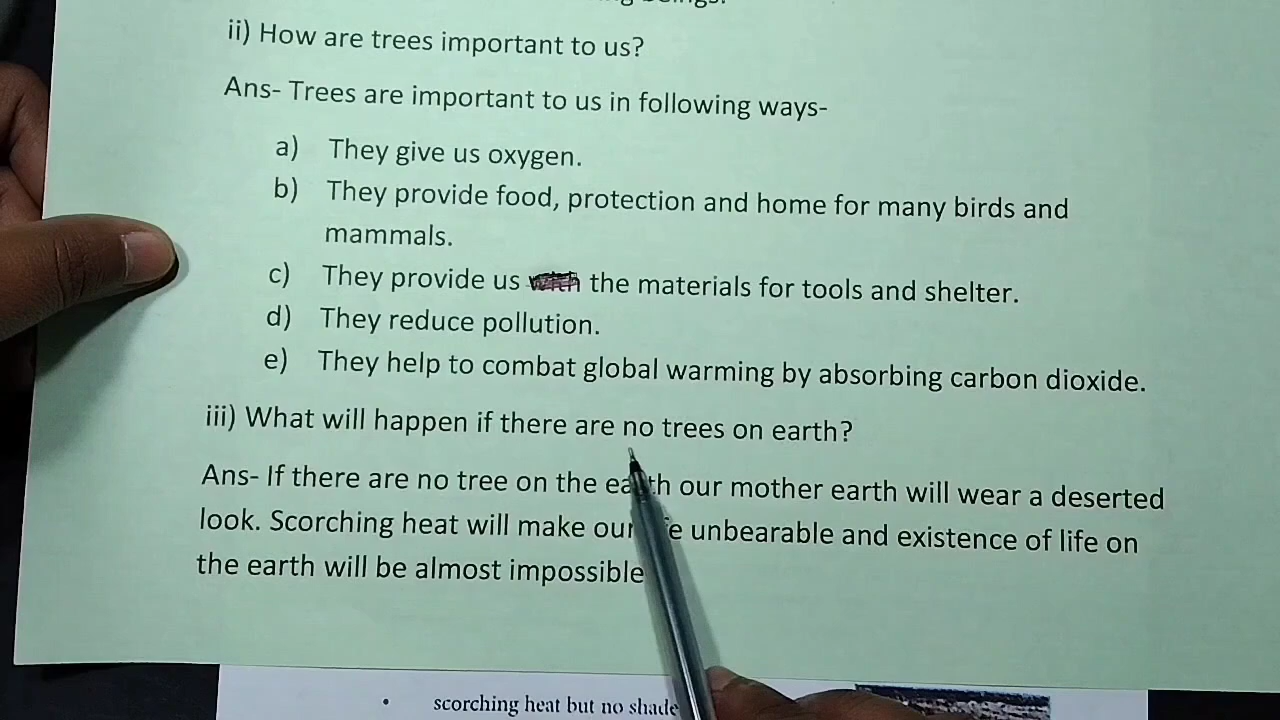 ii) How are trees important to us?
Ans- Trees are important to us in following ways-
a) They give us oxygen.
b) They provide food, protection and home for many birds and
mammals.
c) They provide us the materials for tools and shelter.
d) They reduce pollution.
e) They help to combat global warming by absorbing carbon dioxide.
iii) What will happen if there are no trees on earth?
Ans- If there are no tree on the earth our mother earth will wear a deserted
look. Scorching heat will make our life unbearable and existence of life on
the earth will be almost impossible
• scorching heat but no shade